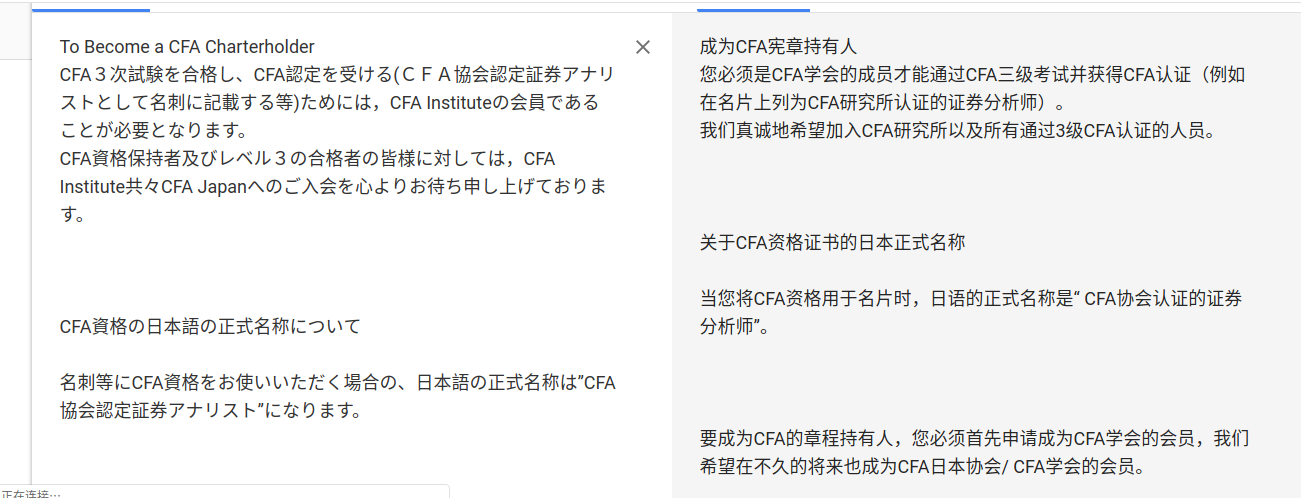 To Become a CFA Charterholder
CFA３次試験を合格し、CFA認定を受ける(ＣＦＡ協会認定証券アナリ
ストとして名刺に記載する等)ためには，CFA Instituteの会員である
ことが必要となります。
CFA資格保持者及びレベル３の合格者の皆様に対しては，CFA
Institute共々CFA Japanへのご入会を心よりお待ち申し上げておりま
す。
CFA資格の日本語の正式名称について
名刺等にCFA資格をお使いいただく場合の、日本語の正式名称は”CFA
協会認定証券アナリスト”になります。
成为CFA宪章持有人
您必须是CFA学会的成员才能通过CFA三级考试并获得CFA认证（例如
在名片上列为CFA研究所认证的证券分析师）。
我们真诚地希望加入CFA研究所以及所有通过3级CFA认证的人员。
关于CFA资格证书的日本正式名称
当您将CFA资格用于名片时，日语的正式名称是“ CFA协会认证的证券
分析师”。
要成为CFA的章程持有人，您必须首先申请成为CFA学会的会员，我们
希望在不久的将来也成为CFA日本协会/ CFA学会的会员。
正在连接…